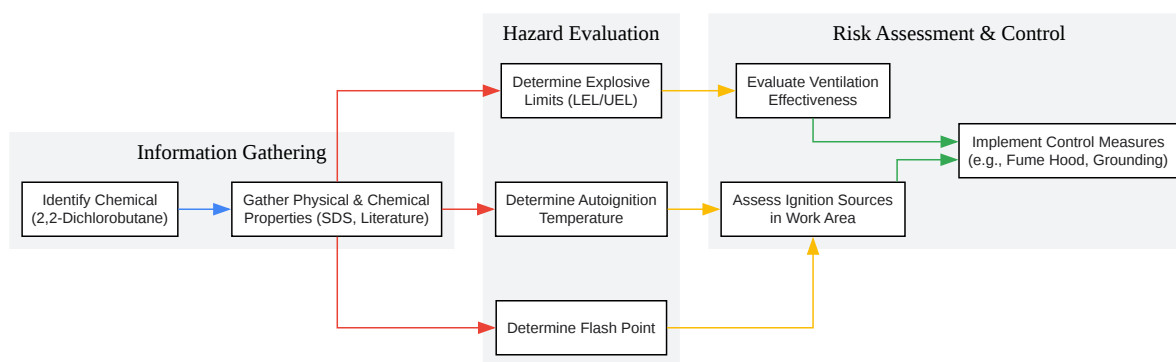 Information Gathering
Identify Chemical
(2,2-Dichlorobutane)
Gather Physical & Chemical
Properties (SDS, Literature)
Hazard Evaluation
Determine Explosive
Limits (LEL/UEL)
Determine Autoignition
Temperature
Determine Flash Point
Risk Assessment & Control
Evaluate Ventilation
Effectiveness
Assess Ignition Sources
in Work Area
Implement Control Measures
(e.g., Fume Hood, Grounding)